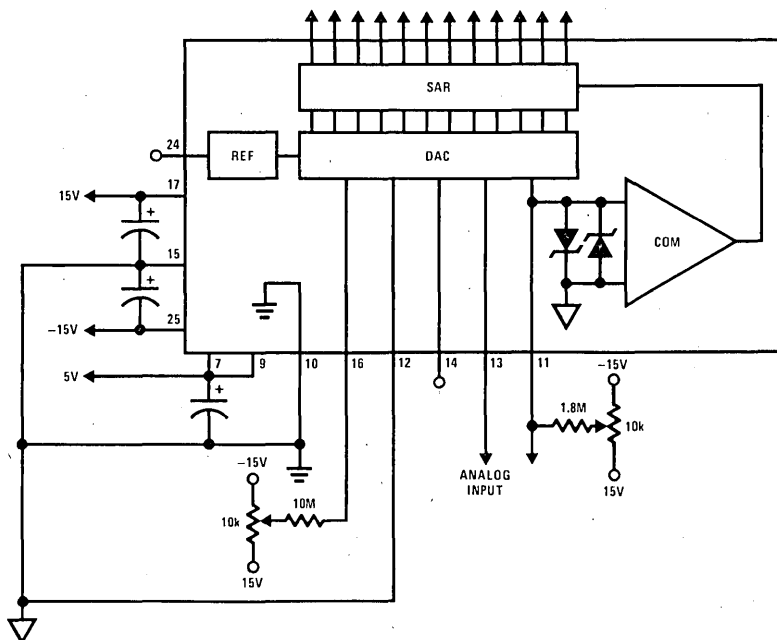 SAR
24
REF
DAC
17
15V
COM
15
-15V
25
5V
7
9
10
16
12
14
13
11
-15V
1.8M
10k
ANALOG
INPUT
15V
-15V
10M
10k
15V
+
+
+